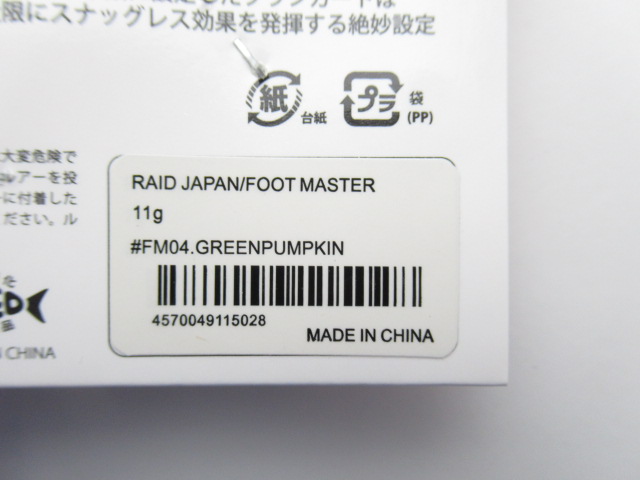 限にスナッグレス効果を発揮する絶妙設定
紙
台紙
プラ
袋
(PP)
大変危険で
ルアーを投
に付着した
ださい。ル
RAID JAPAN/FOOT MASTER
11g
#FM04.GREENPUMPKIN
4570049115028
MADE IN CHINA
CHINA